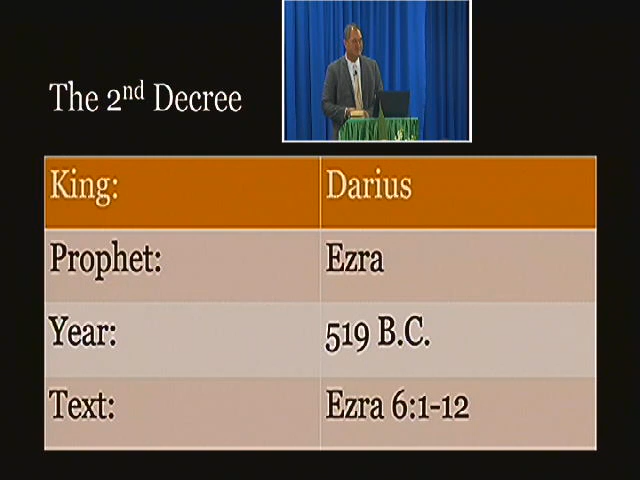 The 2nd Decree
King: Darius
Prophet: Ezra
Year: 519 B.C.
Text: Ezra 6:1-12